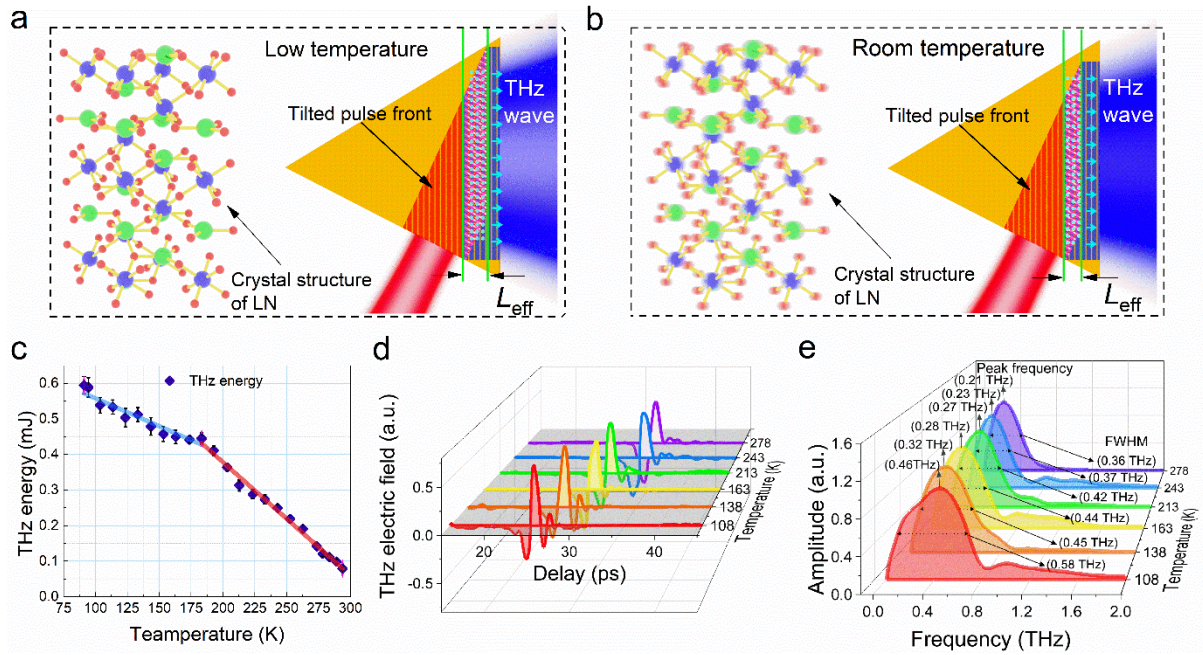 a
Low temperature
Tilted pulse front
THz
wave
Crystal structure
of LN
Leff
b
Room temperature
Tilted pulse front
THz
wave
Crystal structure
of LN
Leff
c
THz energy
THz energy (mJ)
0.6
0.5
0.4
0.3
0.2
0.1
0.0
75 100 125 150 175 200 225 250 275 300
Teamperature (K)
d
THz electric field (a.u.)
0.5
0.0
-0.5
20 30 40
Delay (ps)
278
243
213
163
138
108
Temperature (K)
e
Peak frequency
(0.21 THz)
(0.23 THz)
(0.27 THz)
(0.28 THz)
(0.32 THz)
(0.46THz)
FWHM
(0.36 THz)
(0.37 THz)
(0.42 THz)
(0.44 THz)
(0.45 THz)
(0.58 THz)
Amplitude (a.u.)
1.6
1.2
0.8
0.4
0.0
0.0 0.4 0.8 1.2 1.6 2.0
Frequency (THz)
278
243
213
163
138
108
Temperature (K)